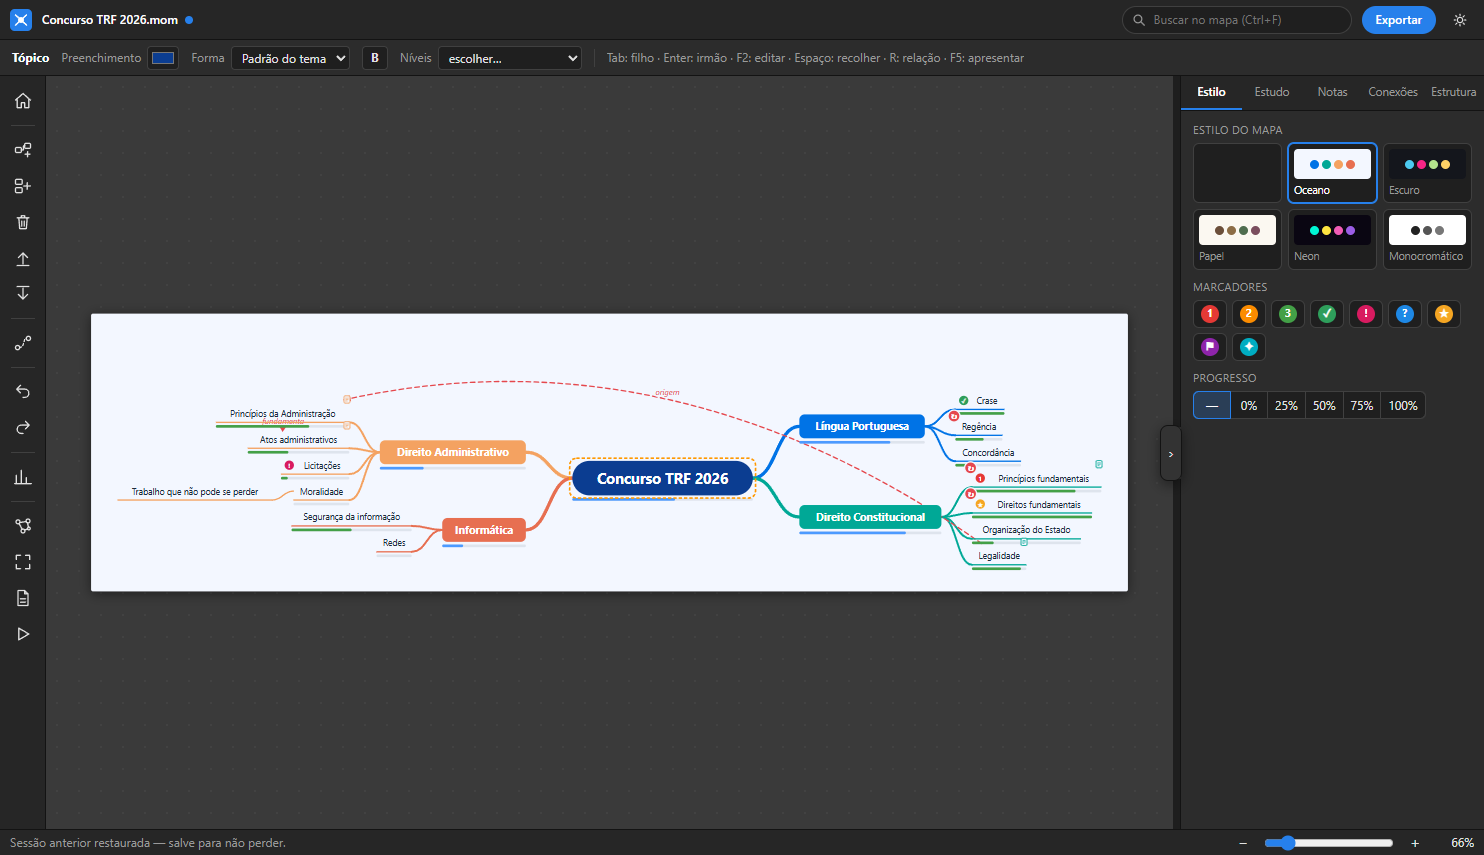 Concurso TRF 2026.mom
Buscar no mapa (Ctrl+F)
Exportar
Tópico
Preenchimento
Forma
Padrão do tema
B
Níveis
escolher...
Tab: filho · Enter: irmão · F2: editar · Espaço: recolher · R: relação · F5: apresentar
Estilo
Estudo
Notas
Conexões
Estrutura
ESTILO DO MAPA
Oceano
Escuro
Papel
Neon
Monocromático
MARCADORES
1
2
3
!
?
PROGRESSO
—
0%
25%
50%
75%
100%
origem
Princípios da Administração
fundamento
Atos administrativos
Licitações
Trabalho que não pode se perder
Moralidade
Direito Administrativo
Segurança da informação
Redes
Informática
Concurso TRF 2026
Língua Portuguesa
Crase
Regência
Concordância
Direito Constitucional
1
Princípios fundamentais
Direitos fundamentais
Organização do Estado
Legalidade
Sessão anterior restaurada — salve para não perder.
66%